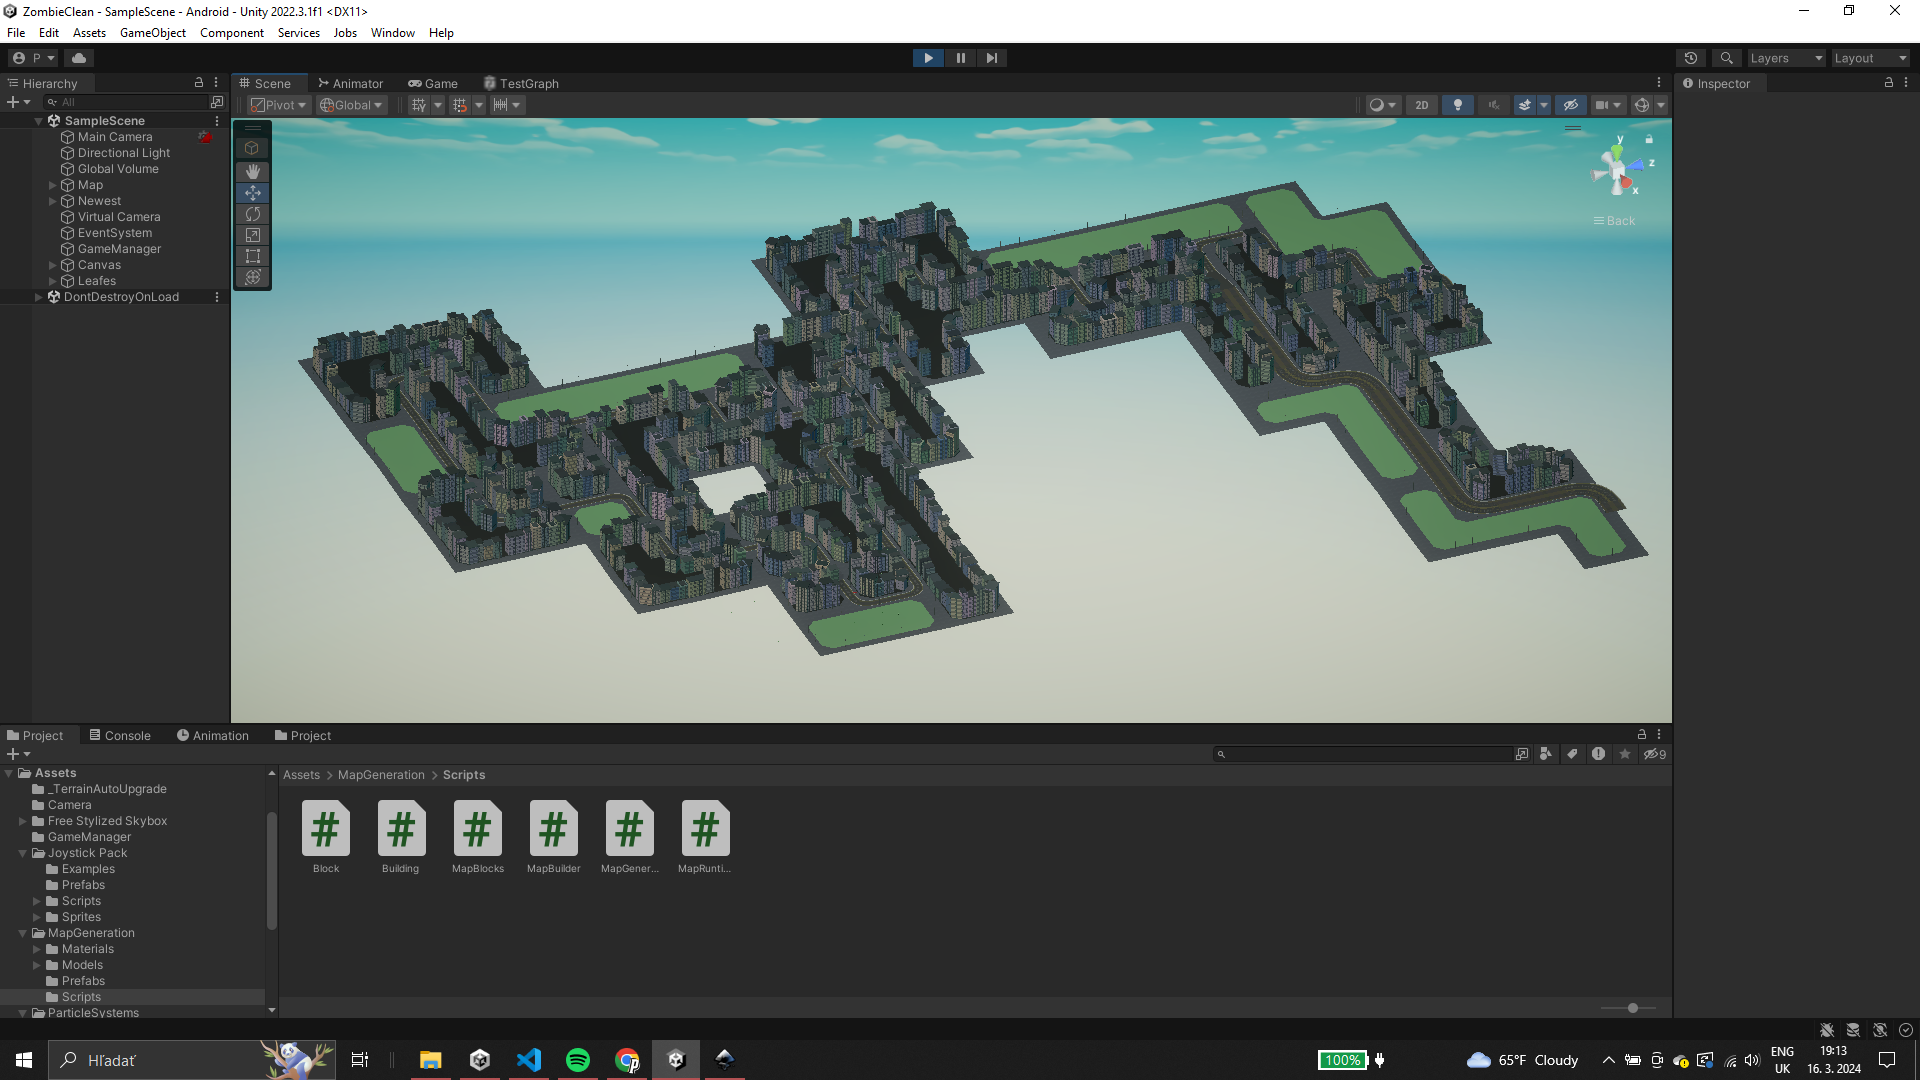 ZombieClean - SampleScene - Android - Unity 2022.3.1f1 <DX11>
File Edit Assets GameObject Component Services Jobs Window Help
P
Layers
Layout
Hierarchy
All
SampleScene
Main Camera
Directional Light
Global Volume
Map
Newest
Virtual Camera
EventSystem
GameManager
Canvas
Leafes
DontDestroyOnLoad
Scene Animator Game TestGraph
Pivot Global
2D
y
z
x
Back
Inspector
Project Console Animation Project
9
Assets
_TerrainAutoUpgrade
Camera
Free Stylized Skybox
GameManager
Joystick Pack
Examples
Prefabs
Scripts
Sprites
MapGeneration
Materials
Models
Prefabs
Scripts
ParticleSystems
Assets > MapGeneration > Scripts
# # # # # #
Block Building MapBlocks MapBuilder MapGener... MapRunti...
Hľadať
100%
65°F Cloudy
ENG
UK
19:13
16. 3. 2024